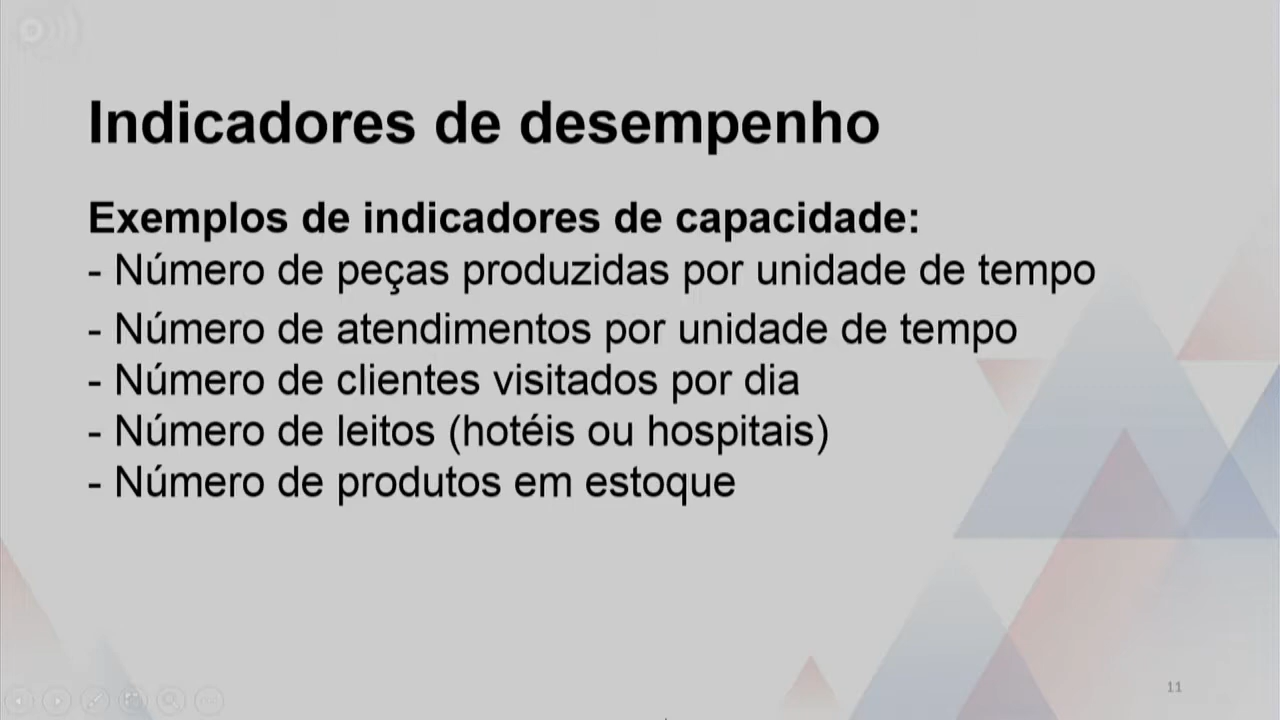 Indicadores de desempenho
Exemplos de indicadores de capacidade:
- Número de peças produzidas por unidade de tempo
- Número de atendimentos por unidade de tempo
- Número de clientes visitados por dia
- Número de leitos (hotéis ou hospitais)
- Número de produtos em estoque
11